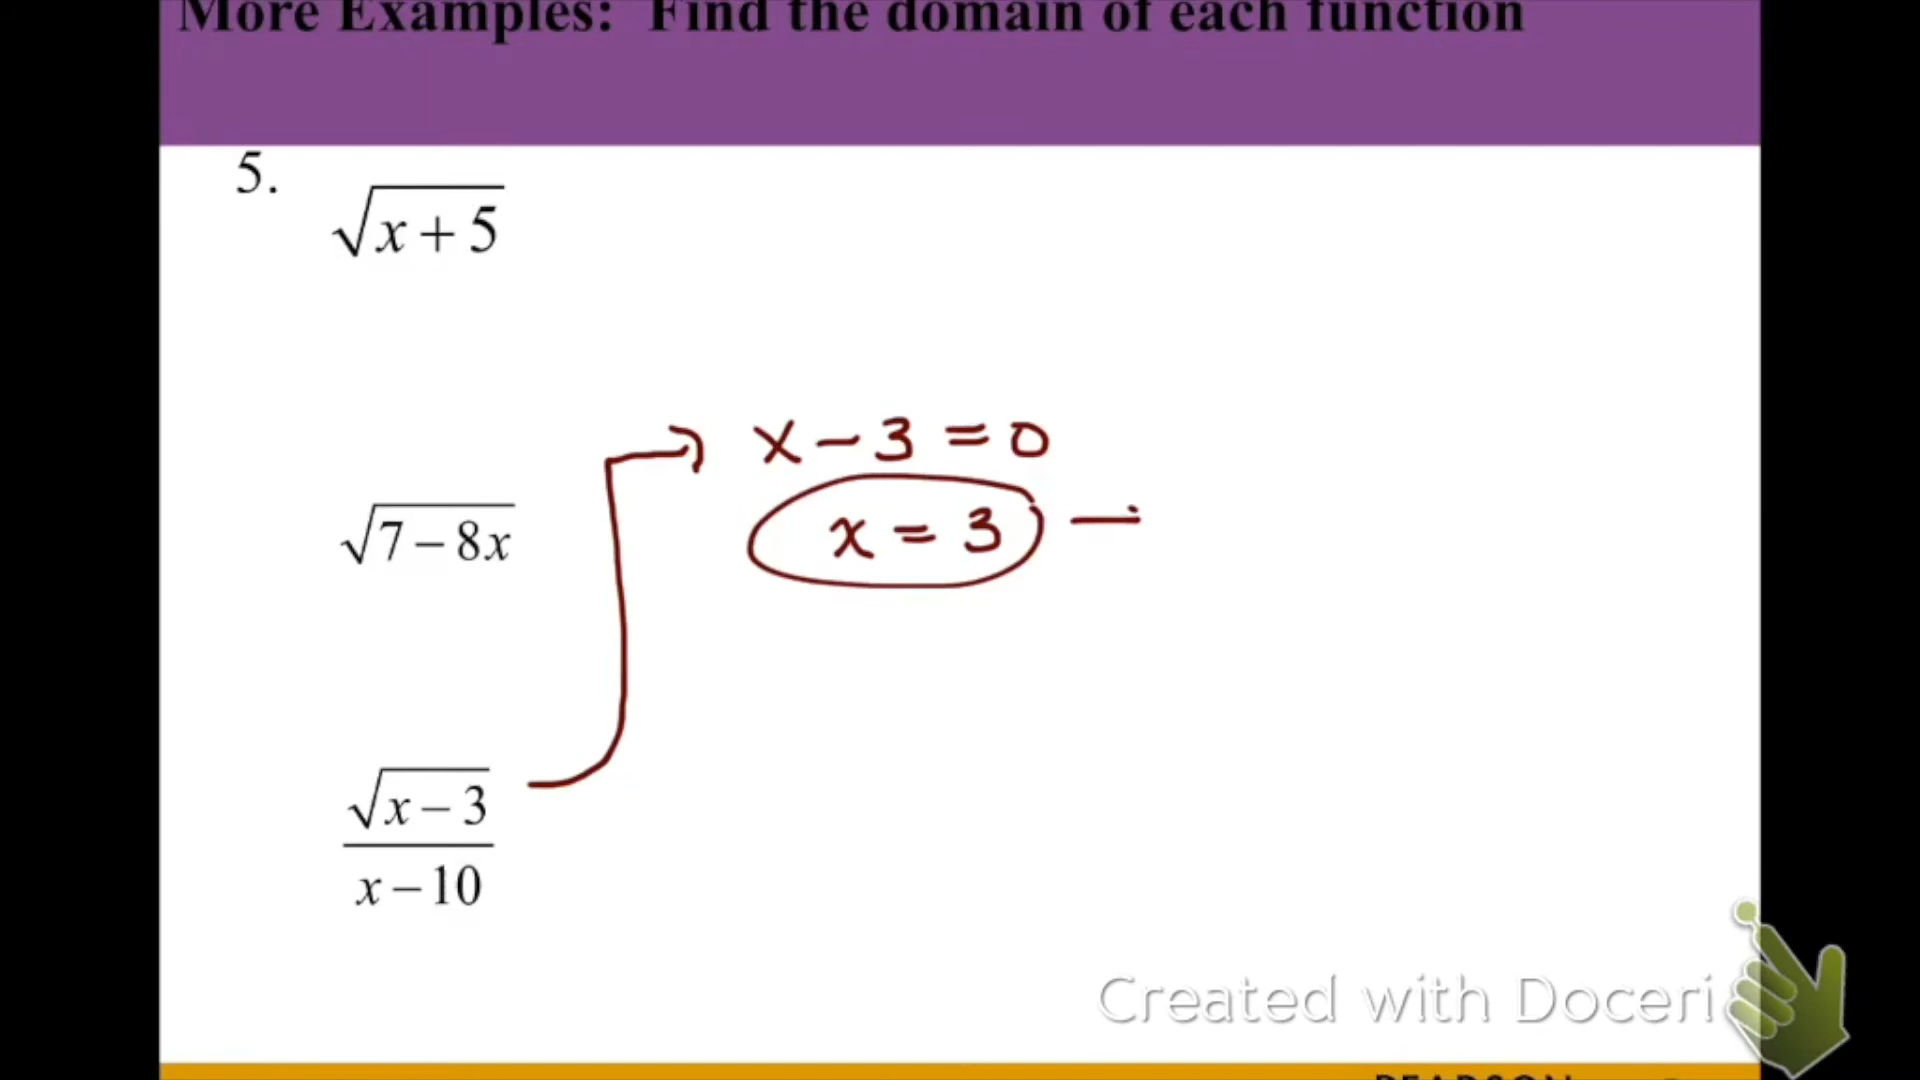 More Examples: Find the domain of each function
5.
√x + 5
x - 3 = 0
x = 3
√7 - 8x
√x - 3
x - 10
Created with Doceri
PEARSON